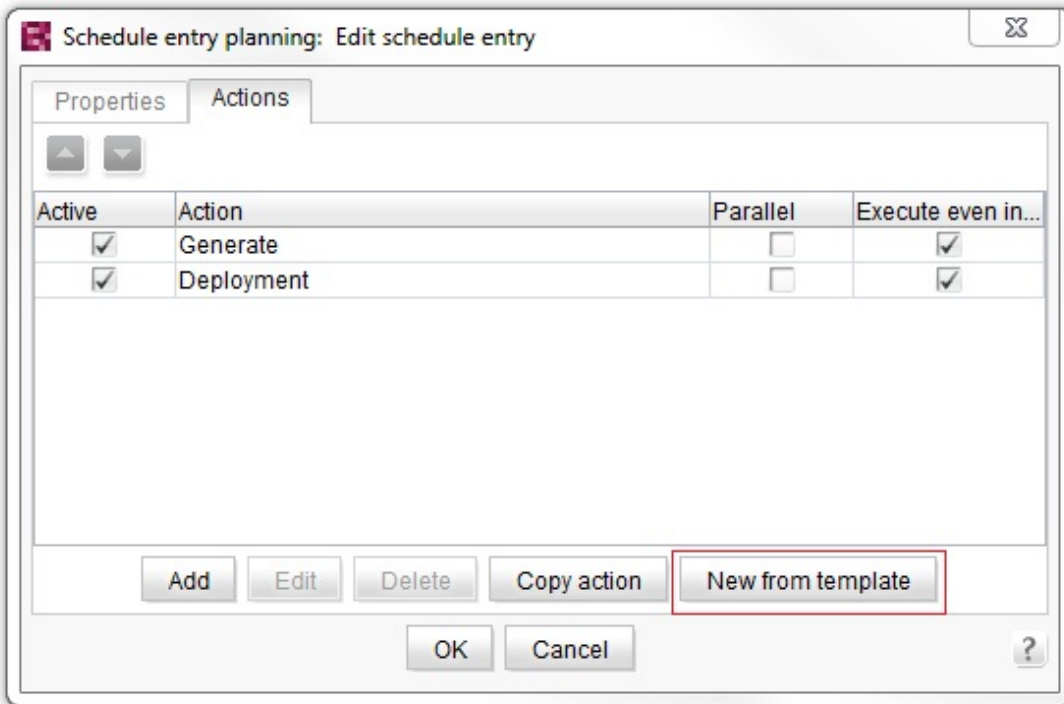 Schedule entry planning: Edit schedule entry
Properties Actions
Active Action Parallel Execute even in...
Generate
Deployment
Add Edit Delete Copy action New from template
OK Cancel ?